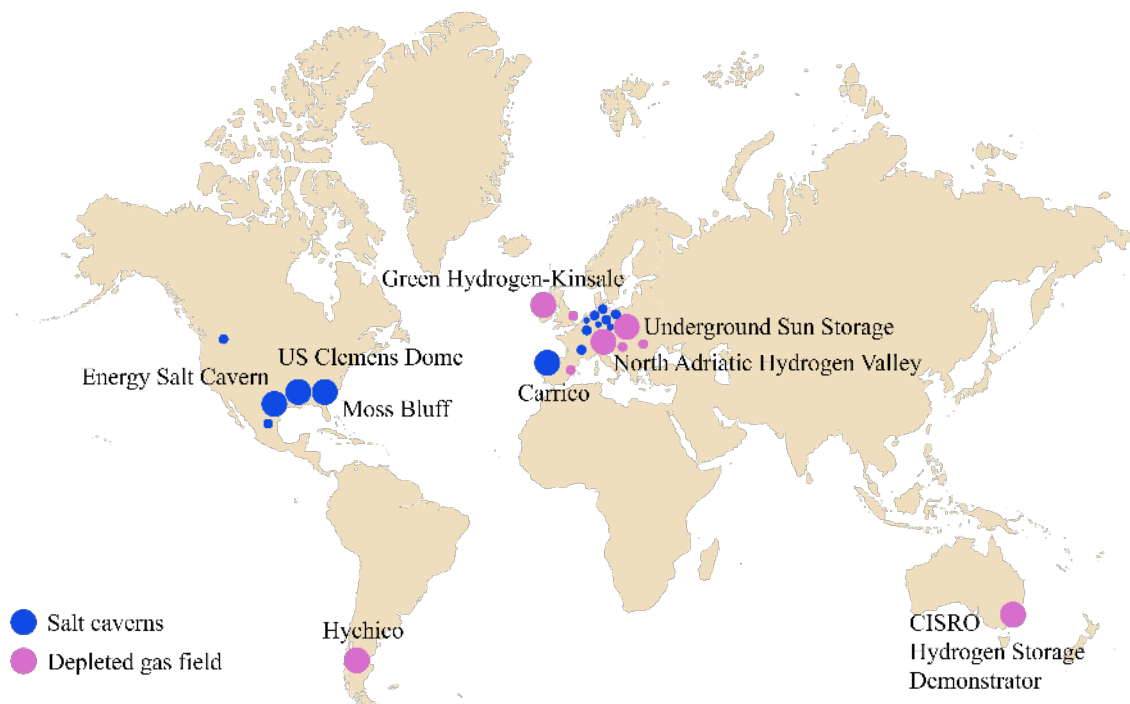 Green Hydrogen-Kinsale
Underground Sun Storage
US Clemens Dome
North Adriatic Hydrogen Valley
Energy Salt Cavern
Carrico
Moss Bluff
Salt caverns
Depleted gas field
Hychico
CISRO
Hydrogen Storage
Demonstrator